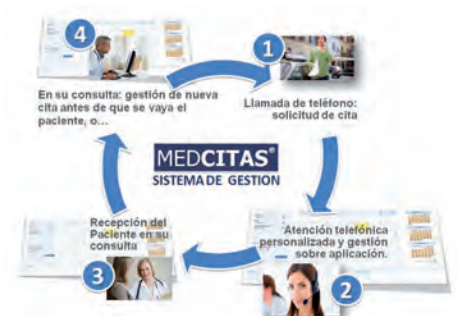 4
1
En su consulta: gestión de nueva
cita antes de que se vaya el
paciente, o...
Llamada de teléfono:
solicitud de cita
MEDCITAS®
SISTEMA DE GESTION
Recepción del
Paciente en su
consulta
Atención telefónica
personalizada y gestión
sobre aplicación.
3
2